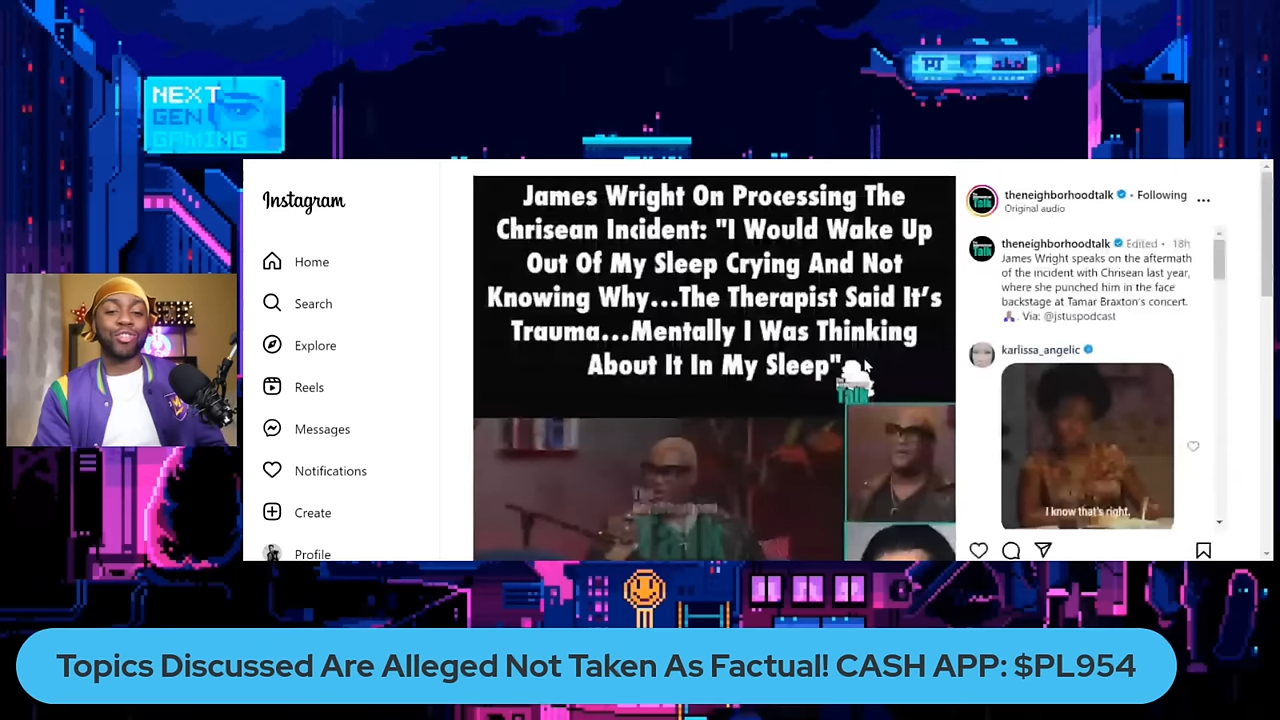 NEXT
GEN
GAMING
Instagram
Home
Search
Explore
Reels
Messages
Notifications
Create
Profile
James Wright On Processing The
Chrisean Incident: "I Would Wake Up
Out Of My Sleep Crying And Not
Knowing Why...The Therapist Said It's
Trauma...Mentally I Was Thinking
About It In My Sleep"
Talk
Talk
theneighborhoodtalk • Following
Original audio
theneighborhoodtalk Edited • 18h
James Wright speaks on the aftermath
of the incident with Chrisean last year,
where she punched him in the face
backstage at Tamar Braxton's concert.
. Via: @jstuspodcast
karlissa_angelic
I know that's right.
Topics Discussed Are Alleged Not Taken As Factual! CASH APP: $PL954